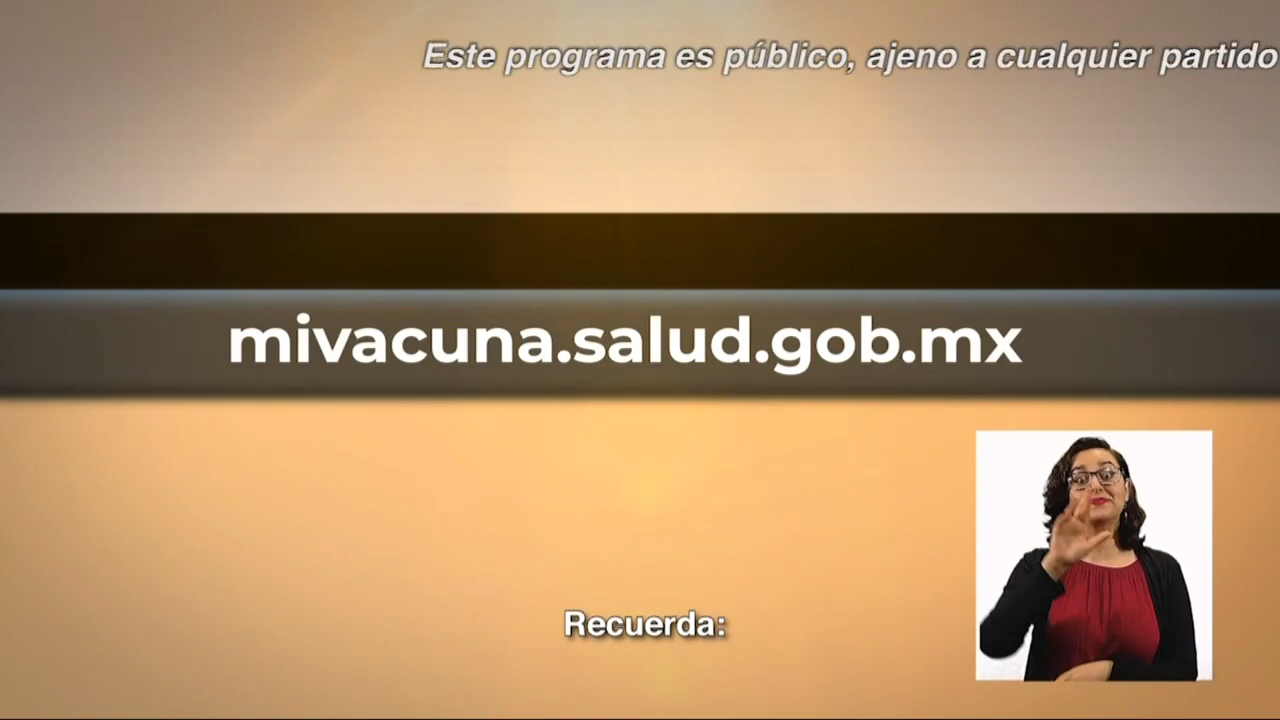 Este programa es público, ajeno a cualquier partido
mivacuna.salud.gob.mx
Recuerda: